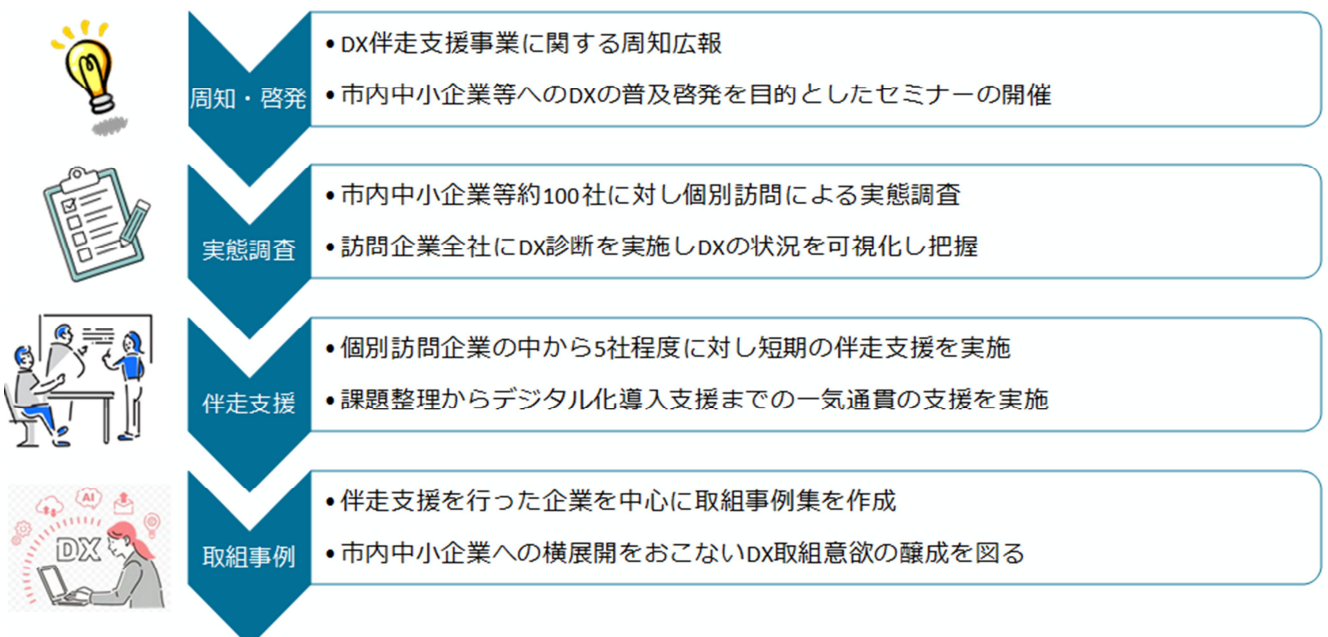 周知・啓発
• DX伴走支援事業に関する周知広報
• 市内中小企業等へのDXの普及啓発を目的としたセミナーの開催
実態調査
• 市内中小企業等約100社に対し個別訪問による実態調査
• 訪問企業全社にDX診断を実施しDXの状況を可視化し把握
伴走支援
• 個別訪問企業の中から5社程度に対し短期の伴走支援を実施
• 課題整理からデジタル化導入支援までの一気通貫の支援を実施
AI
DX
取組事例
• 伴走支援を行った企業を中心に取組事例集を作成
• 市内中小企業への横展開をおこないDX取組意欲の醸成を図る